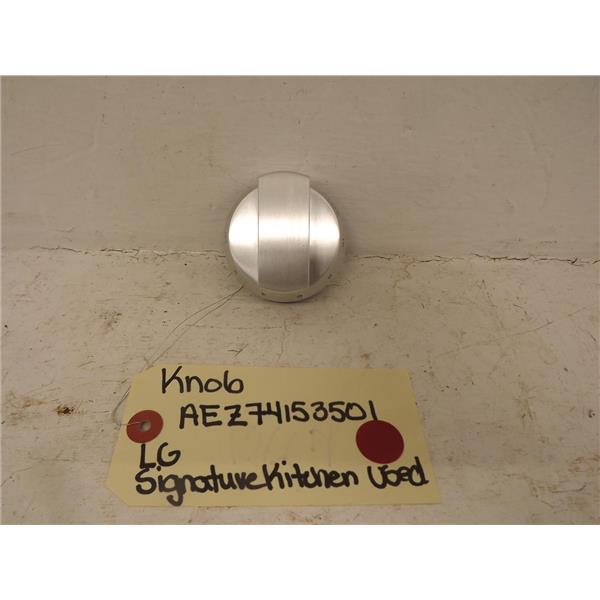 Knob
AEZ74153501
LG
Signature Kitchen Used